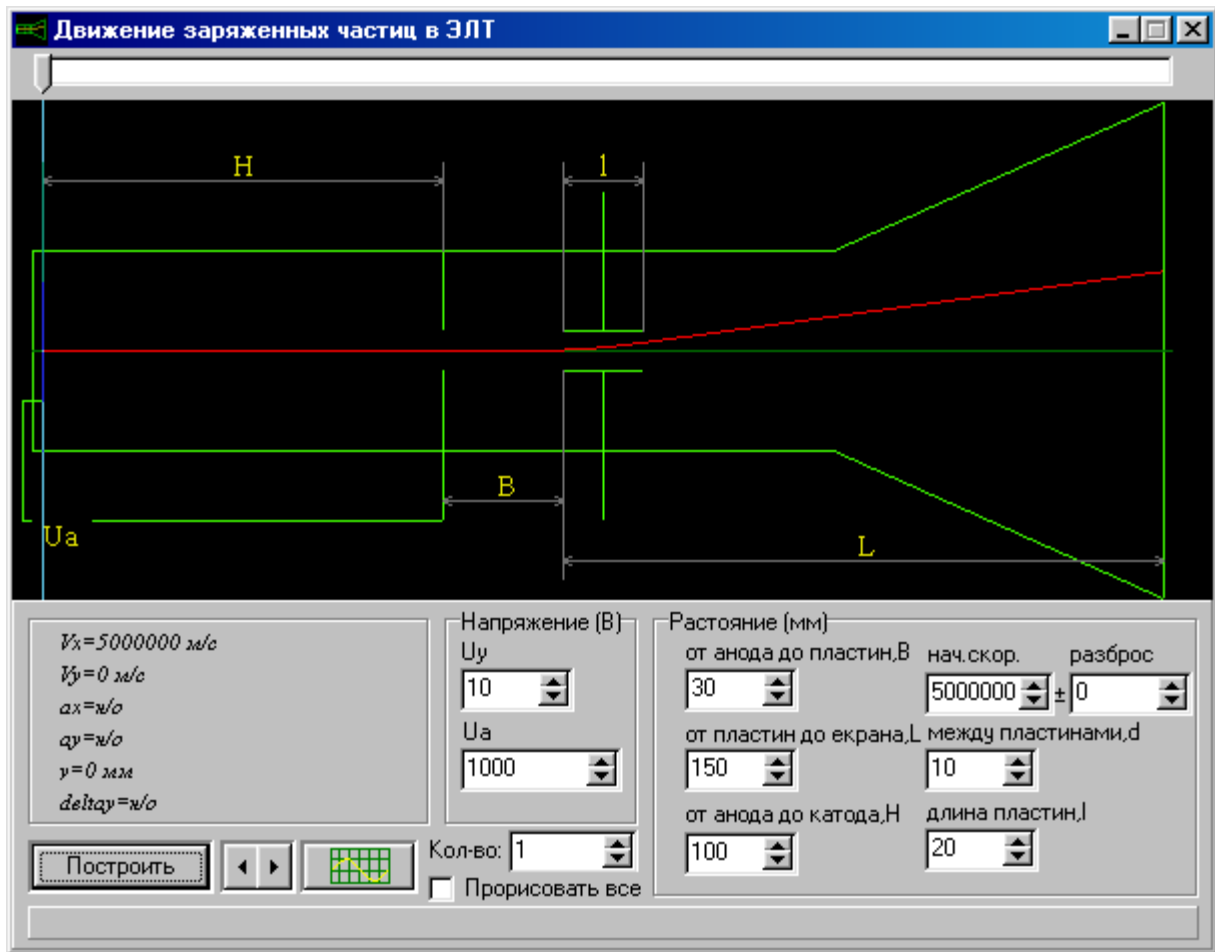 Движение заряженных частиц в ЭЛТ
H
l
B
L
Ua
Vx=5000000 м/с
Vy=0 м/с
ax=н/о
ay=н/о
y=0 мм
deltay=н/о
Напряжение (В)
Uy
10
Ua
1000
Растояние (мм)
от анода до пластин,B
30
нач.скор.
5000000
±
разброс
0
от пластин до екрана,L
150
между пластинами,d
10
от анода до катода,H
100
длина пластин,l
20
Построить
Кол-во: 1
Прорисовать все